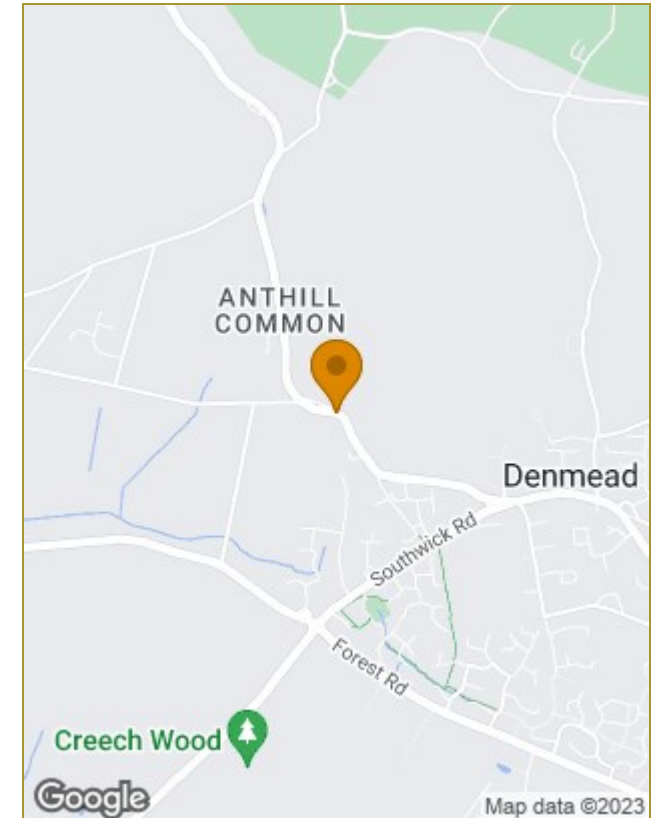 ANTHILL
COMMON
Denmead
Southwick Rd
Forest Rd
Creech Wood
Google
Map data ©2023